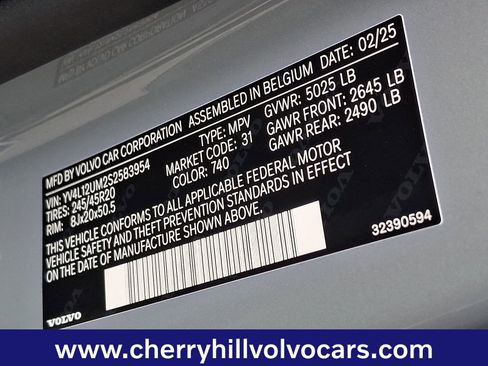 MFD BY VOLVO CAR CORPORATION ASSEMBLED IN BELGIUM DATE: 02/25
VIN: YV4L12UM2S2583954 TYPE: MPV GVWR: 5025 LB
TIRES: 245/45R20 MARKET CODE: 31 GAWR FRONT: 2645 LB
RIM: 8Jx20x50.5 COLOR: 740 GAWR REAR: 2490 LB
THIS VEHICLE CONFORMS TO ALL APPLICABLE FEDERAL MOTOR
VEHICLE SAFETY AND THEFT PREVENTION STANDARDS IN EFFECT
ON THE DATE OF MANUFACTURE SHOWN ABOVE.
32390594
VOLVO
www.cherryhillvolvocars.com